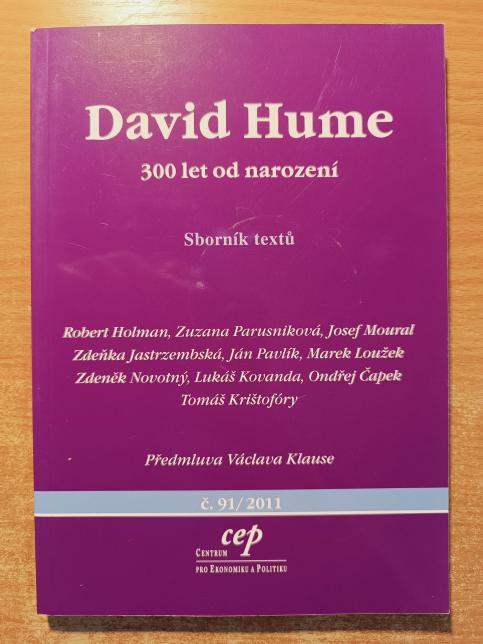 David Hume
300 let od narození
Sborník textů
Robert Holman, Zuzana Parusniková, Josef Moural
Zdeňka Jastrzembská, Ján Pavlík, Marek Loužek
Zdeněk Novotný, Lukáš Kovanda, Ondřej Čapek
Tomáš Krištofóry
Předmluva Václava Klause
č. 91/2011
cep
CENTRUM
PRO EKONOMIKU A POLITIKU